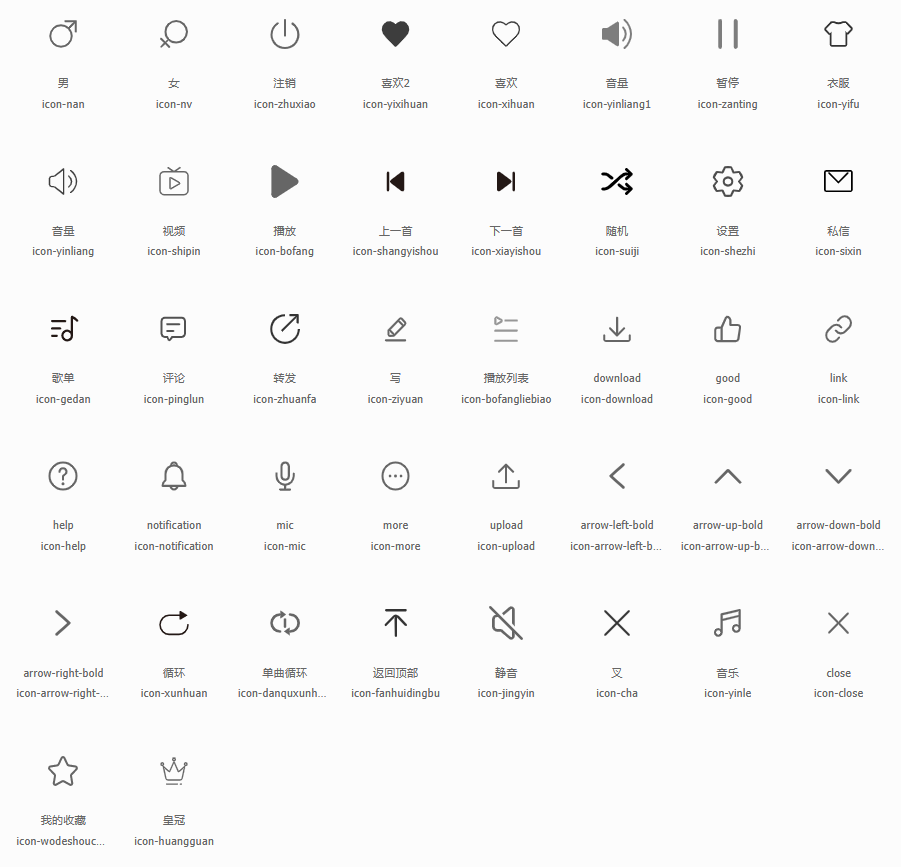 男 女 注销 喜欢2 喜欢 音量 暂停 衣服
icon-nan icon-nv icon-zhuxiao icon-yixihuan icon-xihuan icon-yinliang1 icon-zanting icon-yifu
音量 视频 播放 上一首 下一首 随机 设置 私信
icon-yinliang icon-shipin icon-bofang icon-shangyishou icon-xiayishou icon-suiji icon-shezhi icon-sixin
歌单 评论 转发 写 播放列表 download good link
icon-gedan icon-pinglun icon-zhuanfa icon-ziyuan icon-bofangliebiao icon-download icon-good icon-link
help notification mic more upload arrow-left-bold arrow-up-bold arrow-down-bold
icon-help icon-notification icon-mic icon-more icon-upload icon-arrow-left-b... icon-arrow-up-b... icon-arrow-down...
arrow-right-bold 循环 单曲循环 返回顶部 静音 叉 音乐 close
icon-arrow-right-... icon-xunhuan icon-danquxunh... icon-fanhuidingbu icon-jingyin icon-cha icon-yinle icon-close
我的收藏 皇冠
icon-wodeshouc... icon-huangguan